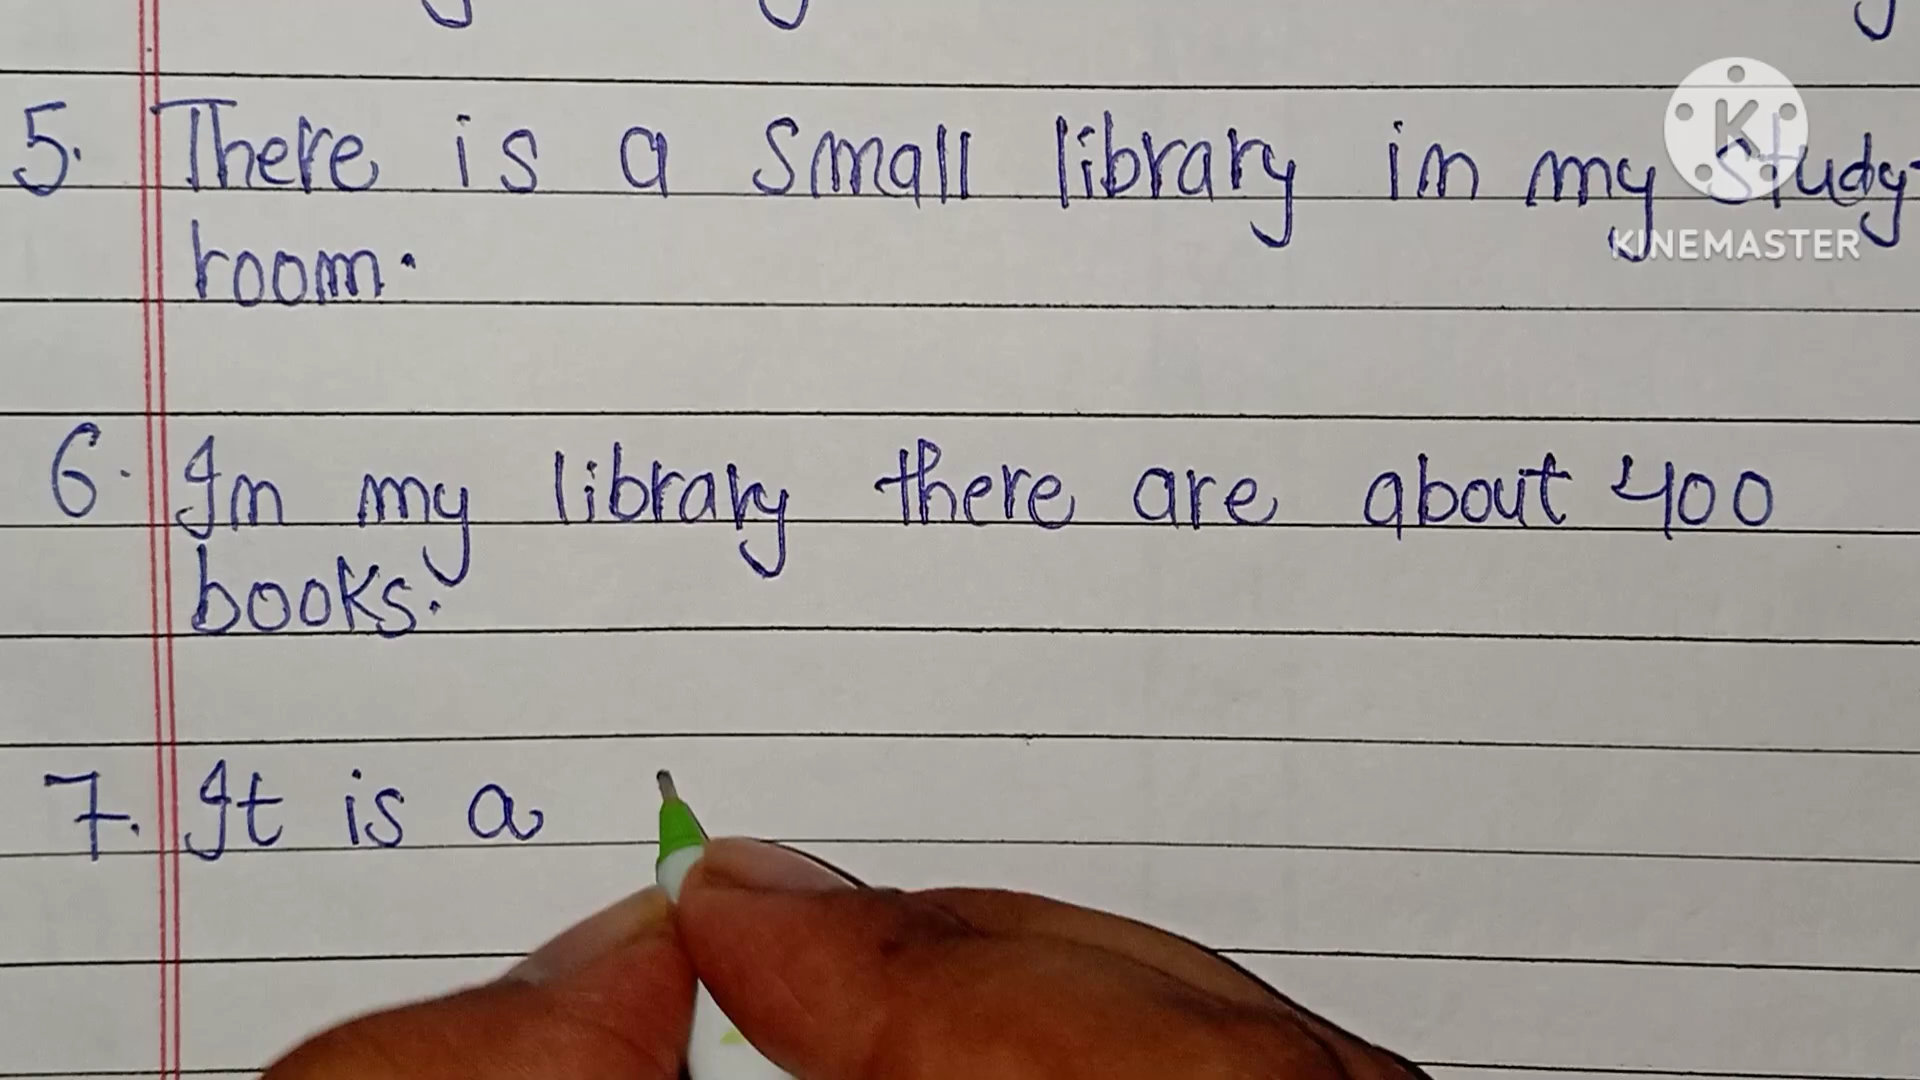 5. There is a small library in my study
room.
6. In my library there are about 400
books.
7. It is a
KINEMASTER